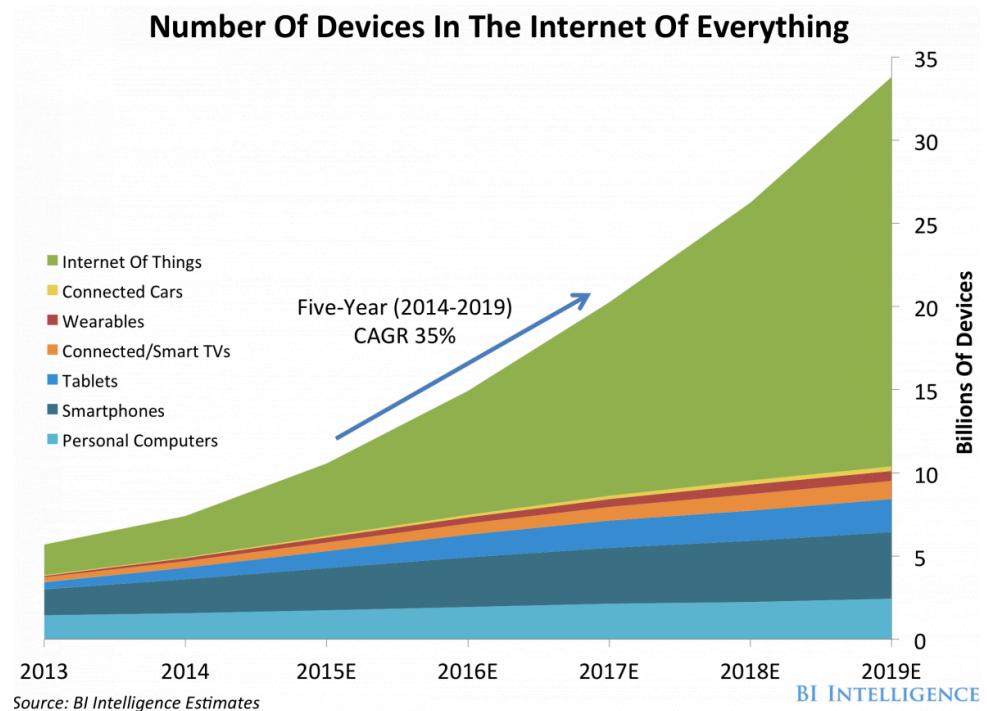 Number Of Devices In The Internet Of Everything
35
30
25
20
15
10
5
0
Billions Of Devices
Internet Of Things
Connected Cars
Wearables
Connected/Smart TVs
Tablets
Smartphones
Personal Computers
Five-Year (2014-2019)
CAGR 35%
2013 2014 2015E 2016E 2017E 2018E 2019E
Source: BI Intelligence Estimates
BI INTELLIGENCE